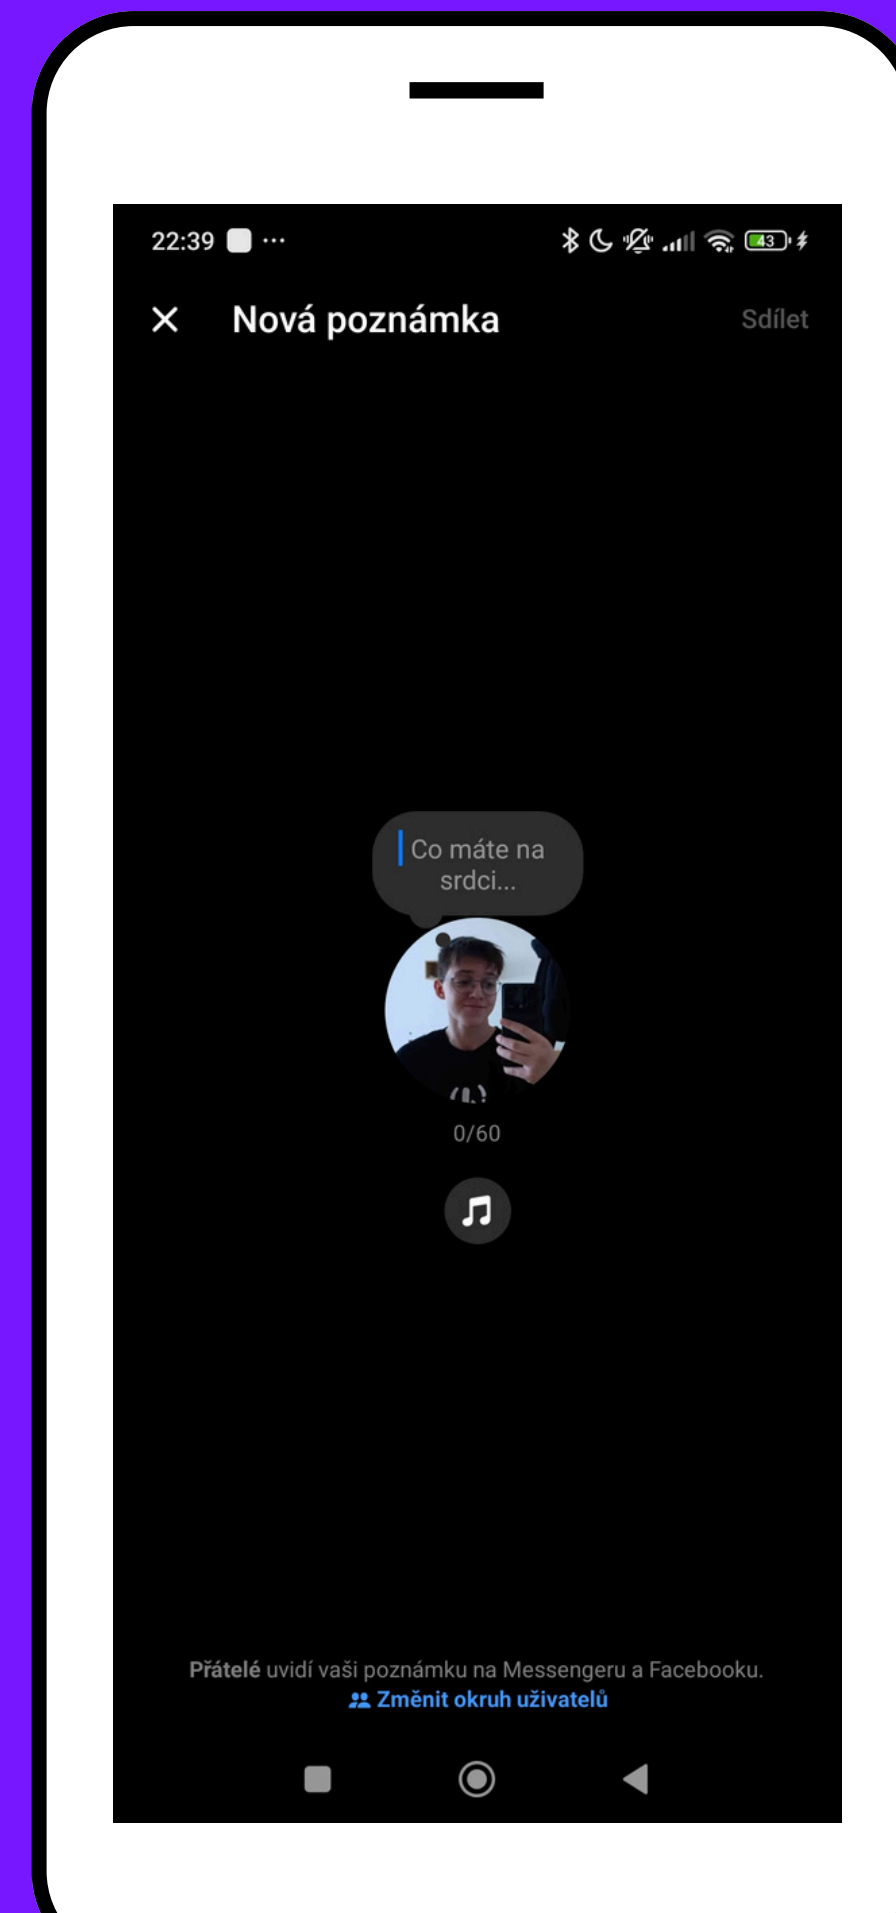 22:39
43
Nová poznámka
Sdílet
Co máte na
srdci...
0/60
Přátelé uvidí vaši poznámku na Messengeru a Facebooku.
Změnit okruh uživatelů